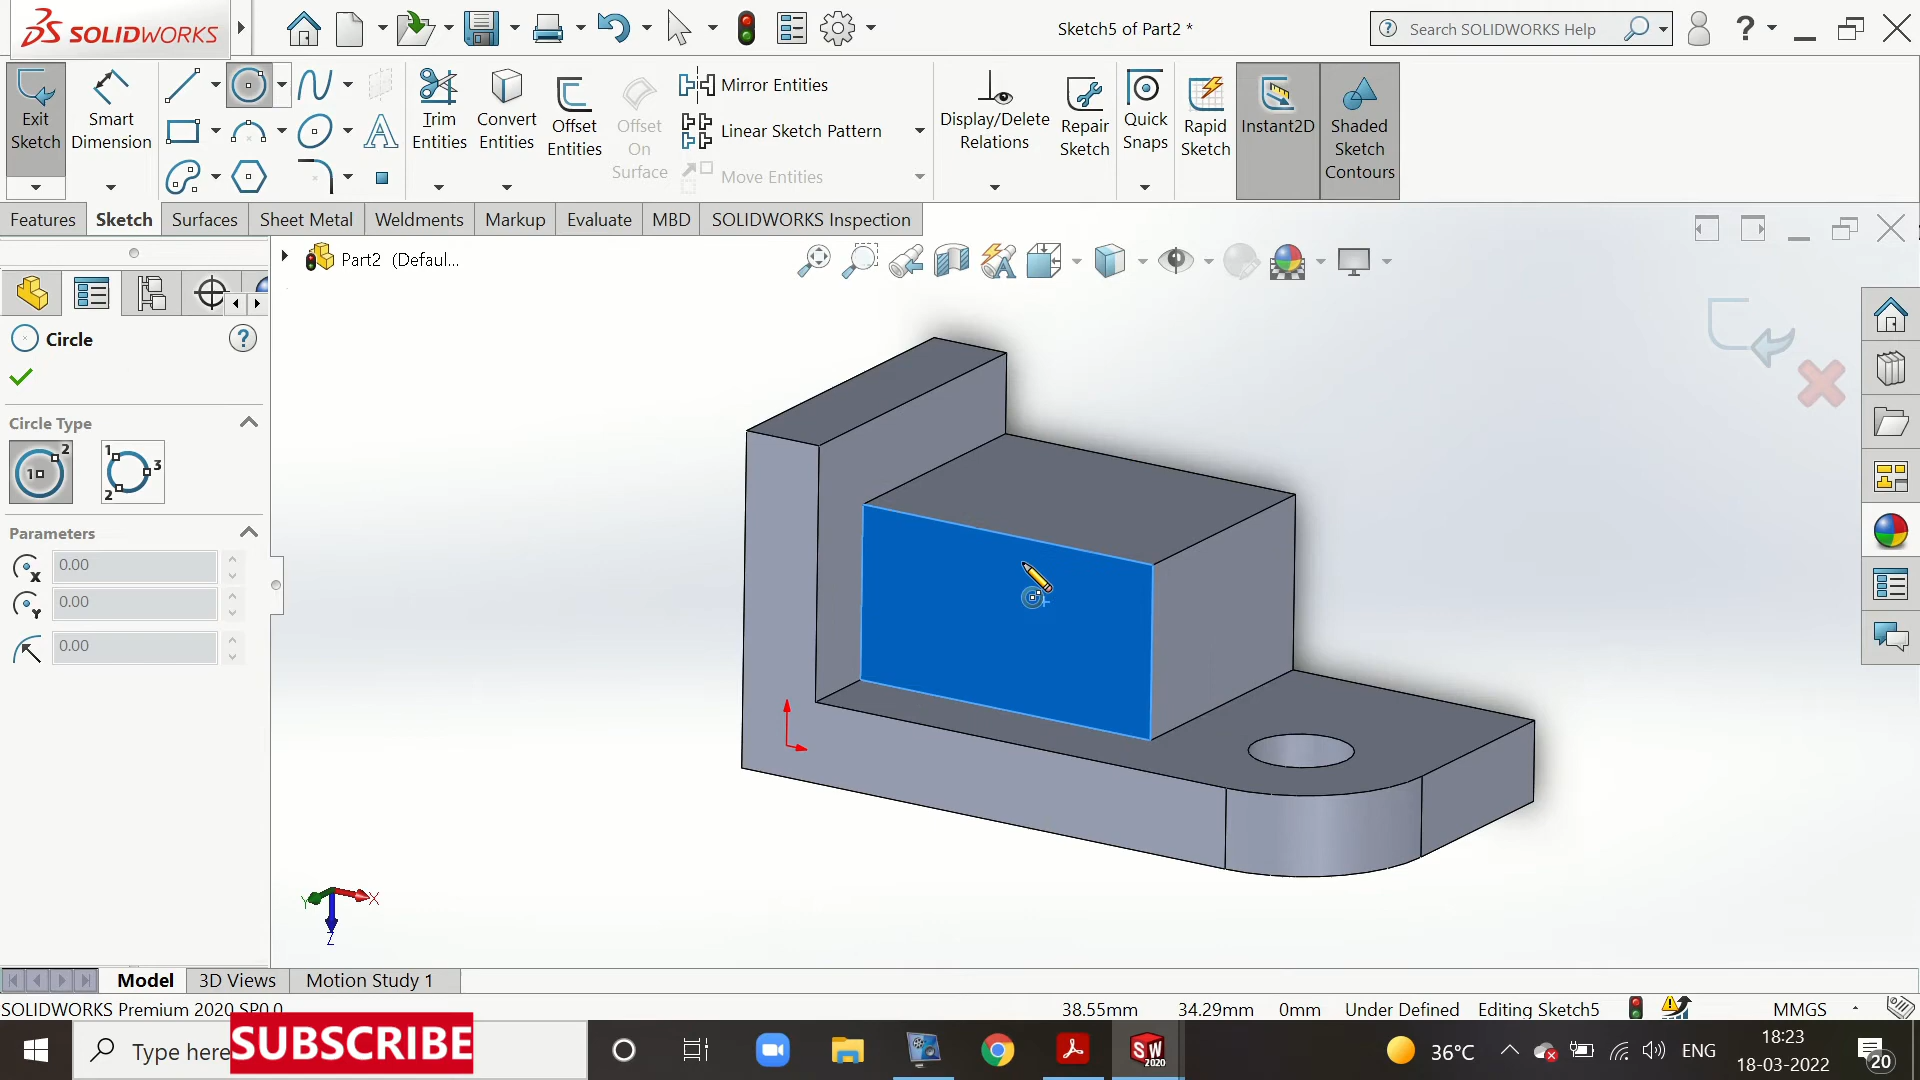 SOLIDWORKS
Sketch5 of Part2 *
Search SOLIDWORKS Help
?
Exit Sketch
Smart Dimension
Trim Entities
Convert Entities
Offset Entities
Offset On Surface
Mirror Entities
Linear Sketch Pattern
Move Entities
Display/Delete Relations
Repair Sketch
Quick Snaps
Rapid Sketch
Instant2D
Shaded Sketch Contours
Features
Sketch
Surfaces
Sheet Metal
Weldments
Markup
Evaluate
MBD
SOLIDWORKS Inspection
Part2 (Defaul...
Circle
?
Circle Type
Parameters
0.00
0.00
0.00
X
Y
Z
Model
3D Views
Motion Study 1
SOLIDWORKS Premium 2020 SP0.0
38.55mm
34.29mm
0mm
Under Defined
Editing Sketch5
MMGS
Type here
SUBSCRIBE
SW 2020
36°C
ENG
18:23
18-03-2022
20